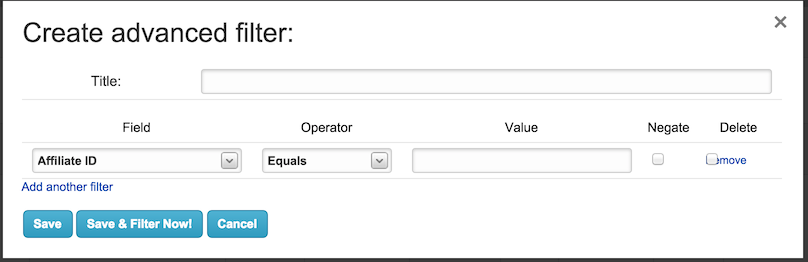 Create advanced filter:
Title:
Field Operator Value Negate Delete
Affiliate ID Equals
Add another filter
Save Save & Filter Now! Cancel